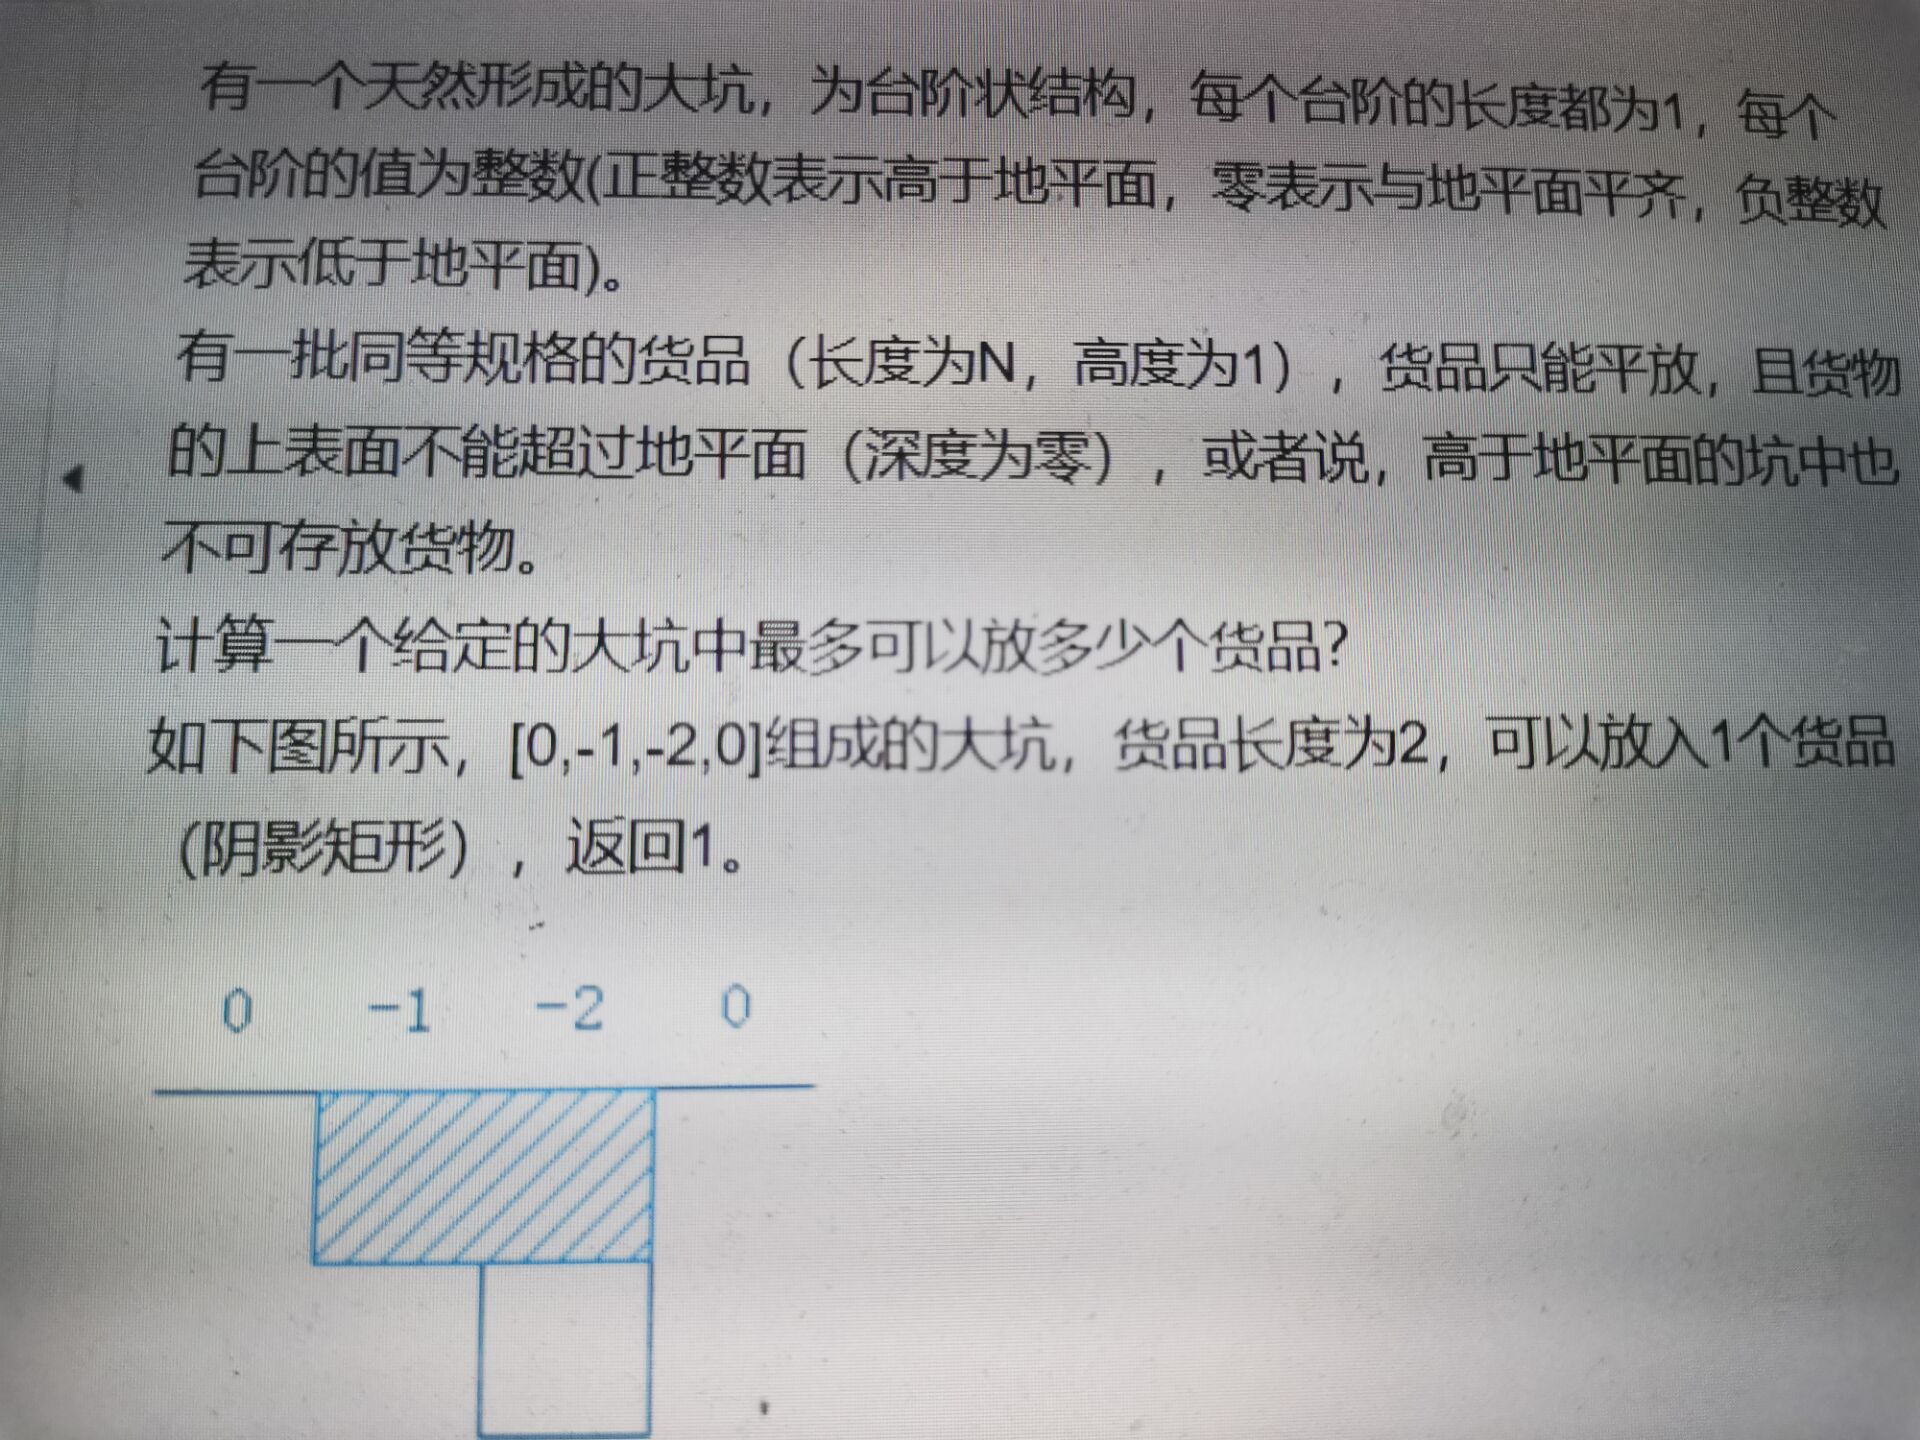 有一个天然形成的大坑，为台阶状结构，每个台阶的长度都为1，每个
台阶的值为整数(正整数表示高于地平面，零表示与地平面平齐，负整数
表示低于地平面)。
有一批同等规格的货品（长度为N，高度为1），货品只能平放，且货物
的上表面不能超过地平面（深度为零），或者说，高于地平面的坑中也
不可存放货物。
计算一个给定的大坑中最多可以放多少个货品?
如下图所示，[0,-1,-2,0]组成的大坑，货品长度为2，可以放入1个货品
（阴影矩形），返回1。
0 -1 -2 0